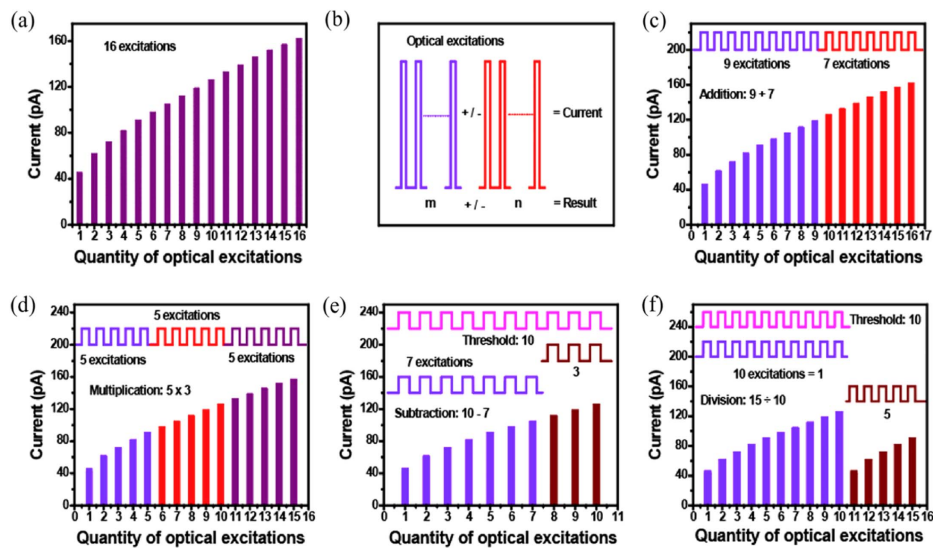 (a)
16 excitations
160
120
80
40
0
Current (pA)
1 2 3 4 5 6 7 8 9 10 11 12 13 14 15 16
Quantity of optical excitations
(b)
Optical excitations
+ / - = Current
m +/- n = Result
(c)
200
160
120
80
40
0
Current (pA)
9 excitations 7 excitations
Addition: 9 + 7
0 1 2 3 4 5 6 7 8 9 10 11 12 13 14 15 16 17
Quantity of optical excitations
(d)
240
200
160
120
80
40
0
Current (pA)
5 excitations
5 excitations 5 excitations
Multiplication: 5 x 3
0 1 2 3 4 5 6 7 8 9 10 11 12 13 14 15 16
Quantity of optical excitations
(e)
240
200
160
120
80
40
0
Current (pA)
Threshold: 10
7 excitations
3
Subtraction: 10 - 7
0 1 2 3 4 5 6 7 8 9 10 11
Quantity of optical excitations
(f)
240
200
160
120
80
40
0
Current (pA)
Threshold: 10
10 excitations = 1
Division: 15 ÷ 10
5
0 1 2 3 4 5 6 7 8 9 10 11 12 13 14 15 16
Quantity of optical excitations